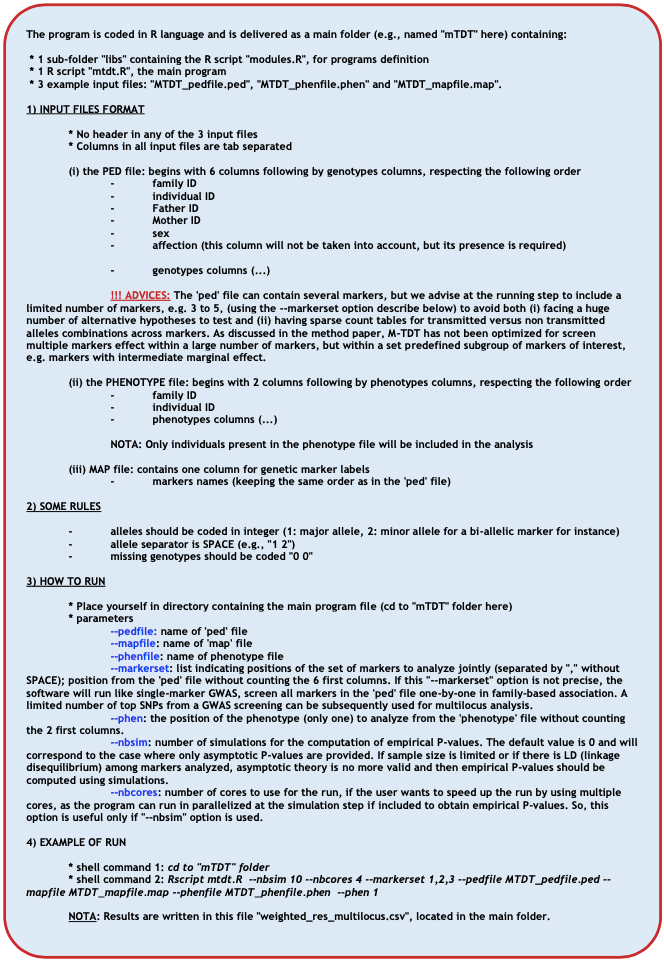 The program is coded in R language and is delivered as a main folder (e.g., named "mTDT" here) containing:
* 1 sub-folder "libs" containing the R script "modules.R", for programs definition
* 1 R script "mtdt.R", the main program
* 3 example input files: "MTDT_pedfile.ped", "MTDT_phenfile.phen" and "MTDT_mapfile.map".
1) INPUT FILES FORMAT
* No header in any of the 3 input files
* Columns in all input files are tab separated
(i) the PED file: begins with 6 columns following by genotypes columns, respecting the following order
- family ID
- individual ID
- Father ID
- Mother ID
- sex
- affection (this column will not be taken into account, but its presence is required)
- genotypes columns (...)
!!! ADVICES: The 'ped' file can contain several markers, but we advise at the running step to include a
limited number of markers, e.g. 3 to 5, (using the --markerset option describe below) to avoid both (i) facing a huge
number of alternative hypotheses to test and (ii) having sparse count tables for transmitted versus non transmitted
alleles combinations across markers. As discussed in the method paper, M-TDT has not been optimized for screen
multiple markers effect within a large number of markers, but within a set predefined subgroup of markers of interest,
e.g. markers with intermediate marginal effect.
(ii) the PHENOTYPE file: begins with 2 columns following by phenotypes columns, respecting the following order
- family ID
- individual ID
- phenotypes columns (...)
NOTA: Only individuals present in the phenotype file will be included in the analysis
(iii) MAP file: contains one column for genetic marker labels
- markers names (keeping the same order as in the 'ped' file)
2) SOME RULES
- alleles should be coded in integer (1: major allele, 2: minor allele for a bi-allelic marker for instance)
- allele separator is SPACE (e.g., "1 2")
- missing genotypes should be coded "0 0"
3) HOW TO RUN
* Place yourself in directory containing the main program file (cd to "mTDT" folder here)
* parameters
--pedfile: name of 'ped' file
--mapfile: name of 'map' file
--phenfile: name of phenotype file
--markerset: list indicating positions of the set of markers to analyze jointly (separated by "," without
SPACE); position from the 'ped' file without counting the 6 first columns. If this "--markerset" option is not precise, the
software will run like single-marker GWAS, screen all markers in the 'ped' file one-by-one in family-based association. A
limited number of top SNPs from a GWAS screening can be subsequently used for multilocus analysis.
--phen: the position of the phenotype (only one) to analyze from the 'phenotype' file without counting
the 2 first columns.
--nbsim: number of simulations for the computation of empirical P-values. The default value is 0 and will
correspond to the case where only asymptotic P-values are provided. If sample size is limited or if there is LD (linkage
disequilibrium) among markers analyzed, asymptotic theory is no more valid and then empirical P-values should be
computed using simulations.
--nbcores: number of cores to use for the run, if the user wants to speed up the run by using multiple
cores, as the program can run in parallelized at the simulation step if included to obtain empirical P-values. So, this
option is useful only if "--nbsim" option is used.
4) EXAMPLE OF RUN
* shell command 1: cd to "mTDT" folder
* shell command 2: Rscript mtdt.R --nbsim 10 --nbcores 4 --markerset 1,2,3 --pedfile MTDT_pedfile.ped --
mapfile MTDT_mapfile.map --phenfile MTDT_phenfile.phen --phen 1
NOTA: Results are written in this file "weighted_res_multilocus.csv", located in the main folder.